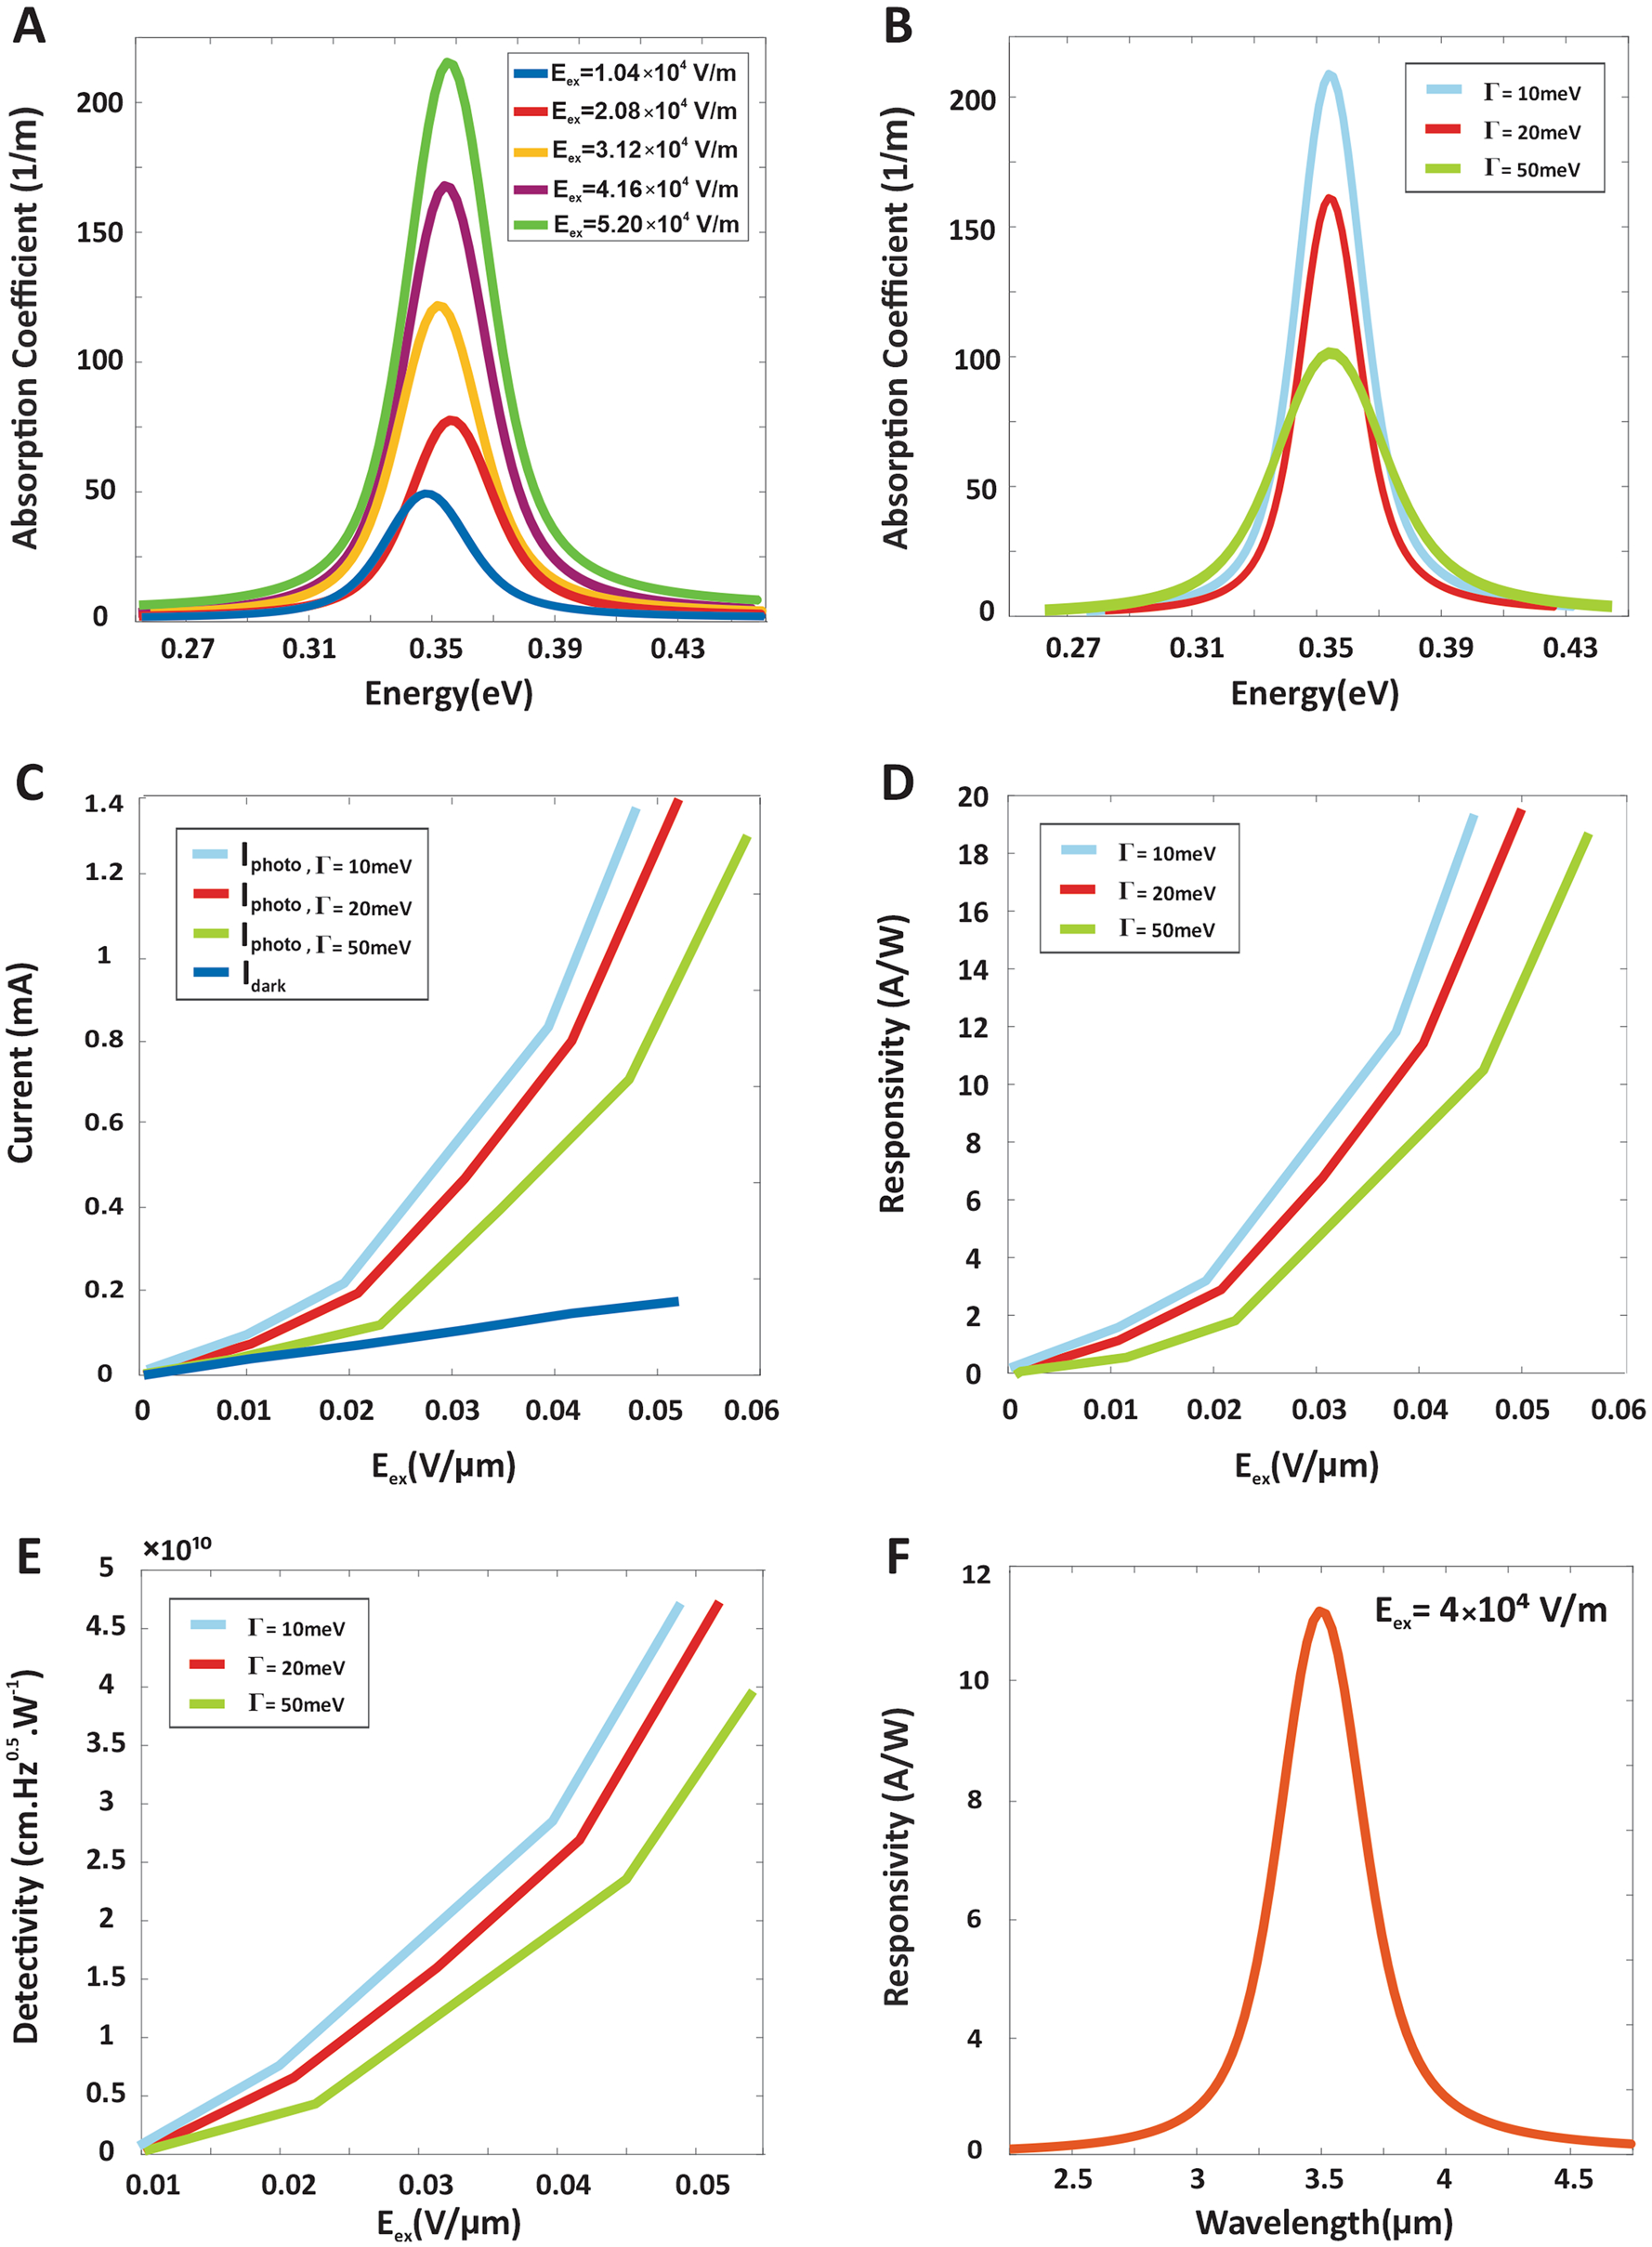 A
Absorption Coefficient (1/m)
200
150
100
50
0
0.27 0.31 0.35 0.39 0.43
Energy(eV)
Eex=1.04×10⁴ V/m
Eex=2.08×10⁴ V/m
Eex=3.12×10⁴ V/m
Eex=4.16×10⁴ V/m
Eex=5.20×10⁴ V/m
B
Absorption Coefficient (1/m)
200
150
100
50
0
0.27 0.31 0.35 0.39 0.43
Energy(eV)
Γ= 10meV
Γ= 20meV
Γ= 50meV
C
Current (mA)
1.4
1.2
1
0.8
0.6
0.4
0.2
0
0 0.01 0.02 0.03 0.04 0.05 0.06
Eex(V/µm)
Iphoto, Γ= 10meV
Iphoto, Γ= 20meV
Iphoto, Γ= 50meV
Idark
D
Responsivity (A/W)
20
18
16
14
12
10
8
6
4
2
0
0 0.01 0.02 0.03 0.04 0.05 0.06
Eex(V/µm)
Γ= 10meV
Γ= 20meV
Γ= 50meV
E
×10¹⁰
Detectivity (cm.Hz⁰·⁵.W⁻¹)
5
4.5
4
3.5
3
2.5
2
1.5
1
0.5
0
0.01 0.02 0.03 0.04 0.05
Eex(V/µm)
Γ= 10meV
Γ= 20meV
Γ= 50meV
F
Responsivity (A/W)
12
10
8
6
4
0
2.5 3 3.5 4 4.5
Wavelength(µm)
Eex= 4×10⁴ V/m